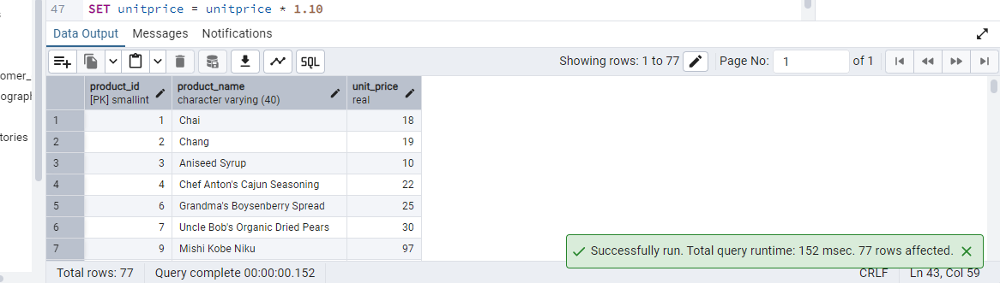 47 SET unitprice = unitprice * 1.10
Data Output Messages Notifications
SQL Showing rows: 1 to 77 Page No: 1 of 1
omer_
ograph
tories
product_id product_name unit_price
[PK] smallint character varying (40) real
1 1 Chai 18
2 2 Chang 19
3 3 Aniseed Syrup 10
4 4 Chef Anton's Cajun Seasoning 22
5 6 Grandma's Boysenberry Spread 25
6 7 Uncle Bob's Organic Dried Pears 30
7 9 Mishi Kobe Niku 97
Successfully run. Total query runtime: 152 msec. 77 rows affected.
Total rows: 77 Query complete 00:00:00.152 CRLF Ln 43, Col 59